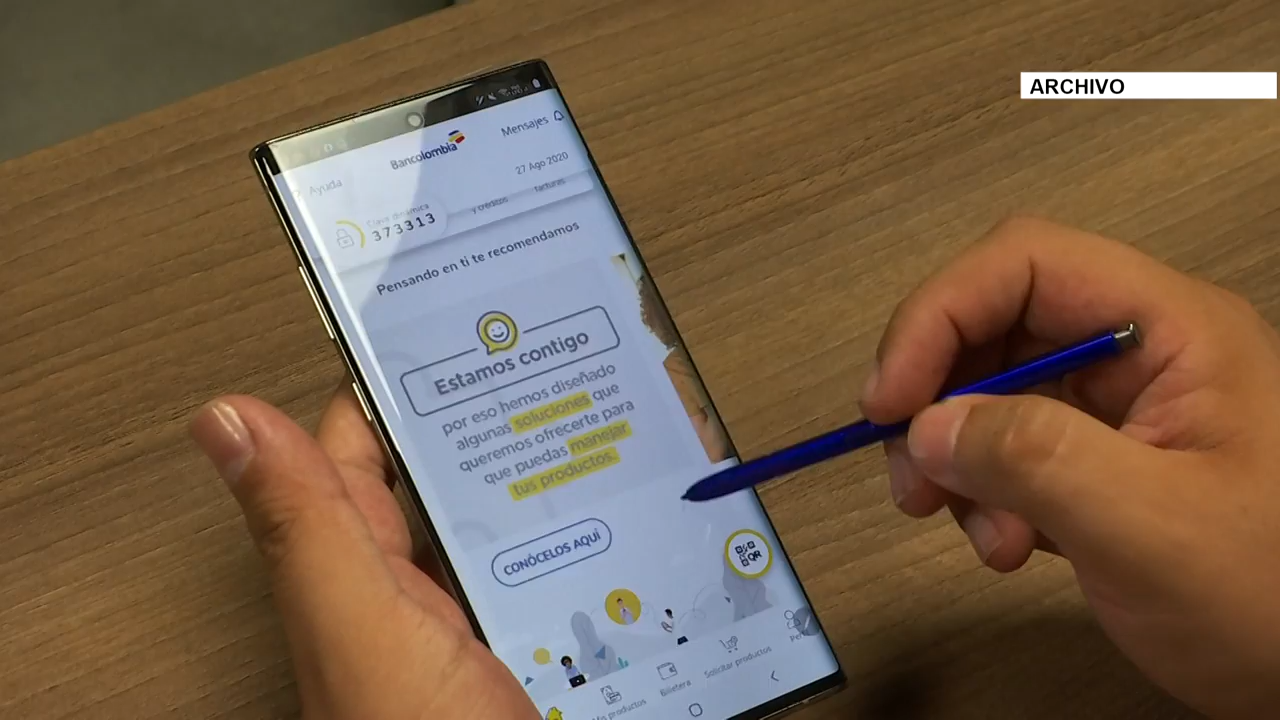 ARCHIVO
Bancolombia
Mensajes
Ayuda
27 Ago 2020
Clave dinámica
373313
y créditos
facturas
Pensando en ti te recomendamos
Estamos contigo
por eso hemos diseñado
algunas soluciones que
queremos ofrecerte para
que puedas manejar
tus productos.
CONÓCELOS AQUÍ
QR
Mis productos
Billetera
Solicitar productos